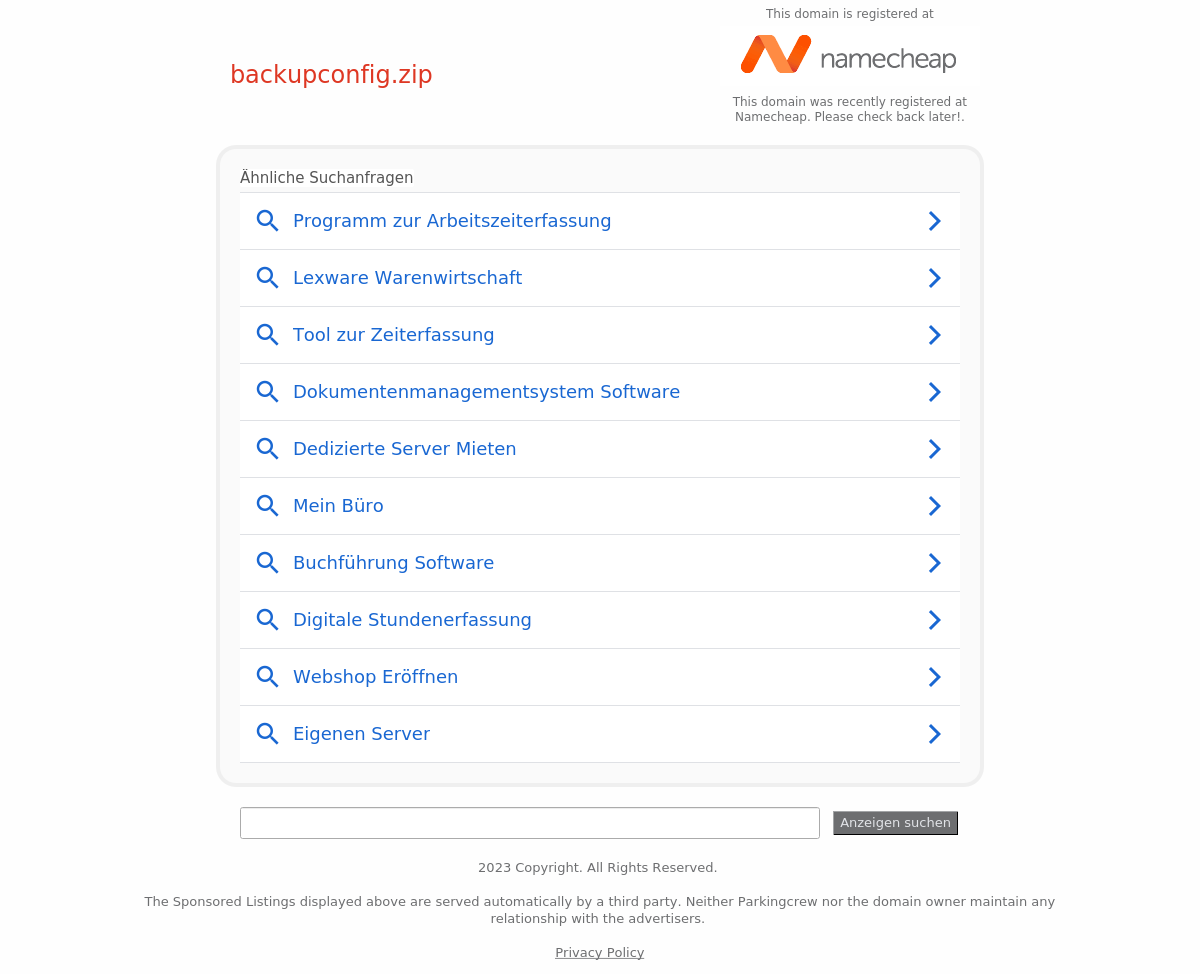 This domain is registered at
namecheap
backupconfig.zip
This domain was recently registered at
Namecheap. Please check back later!.
Ähnliche Suchanfragen
Programm zur Arbeitszeiterfassung
Lexware Warenwirtschaft
Tool zur Zeiterfassung
Dokumentenmanagementsystem Software
Dedizierte Server Mieten
Mein Büro
Buchführung Software
Digitale Stundenerfassung
Webshop Eröffnen
Eigenen Server
Anzeigen suchen
2023 Copyright. All Rights Reserved.
The Sponsored Listings displayed above are served automatically by a third party. Neither Parkingcrew nor the domain owner maintain any
relationship with the advertisers.
Privacy Policy